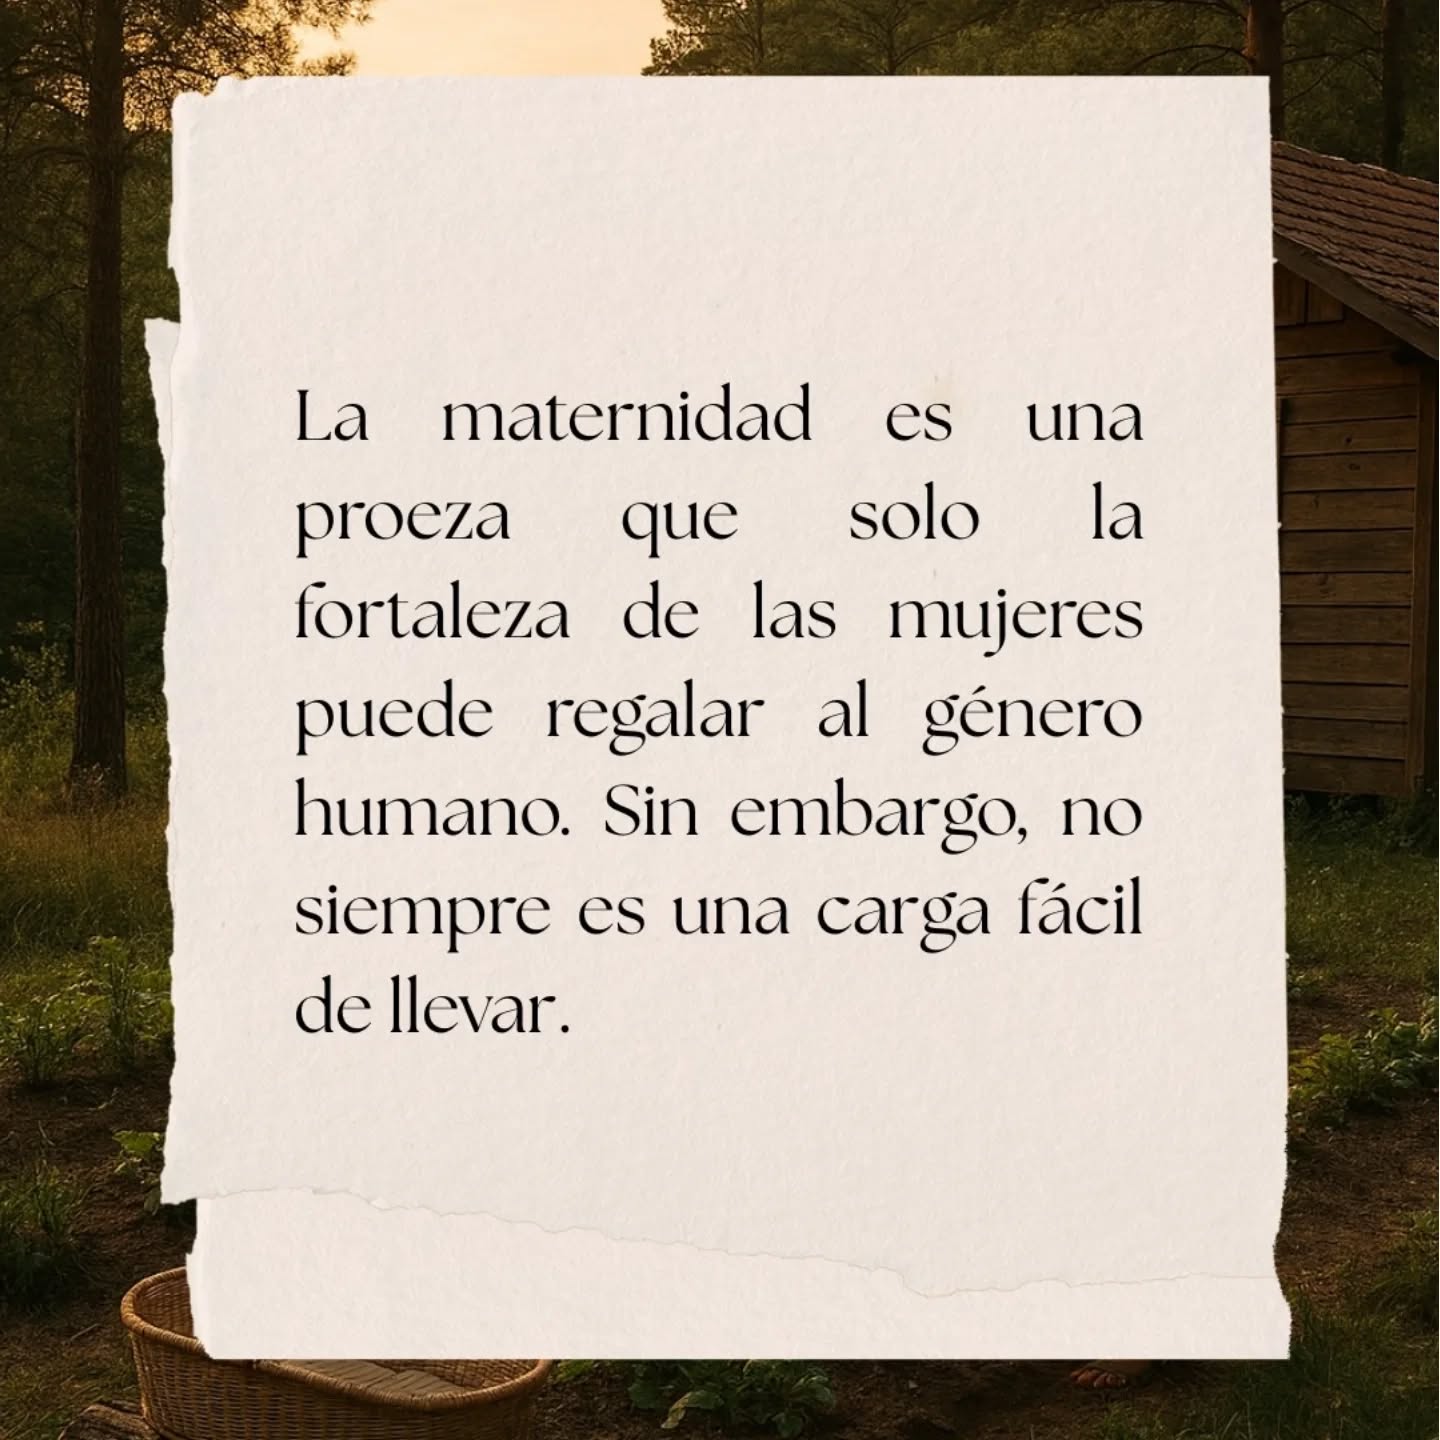 La maternidad es una
proeza que solo la
fortaleza de las mujeres
puede regalar al género
humano. Sin embargo, no
siempre es una carga fácil
de llevar.